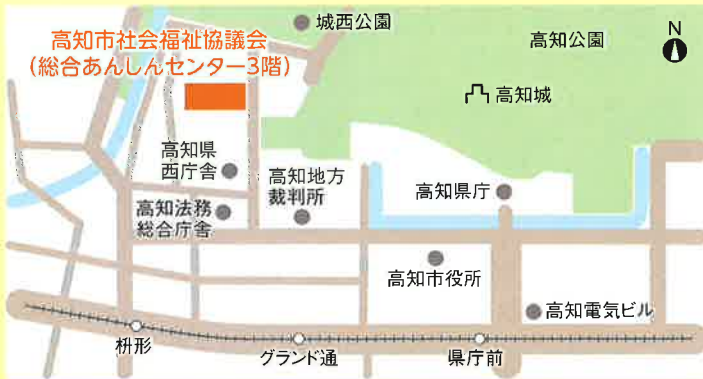 高知市社会福祉協議会
(総合あんしんセンター3階)
城西公園
高知公園
N
高知城
高知県
西庁舎
高知地方
裁判所
高知県庁
高知法務
総合庁舎
高知市役所
高知電気ビル
枡形
グランド通
県庁前